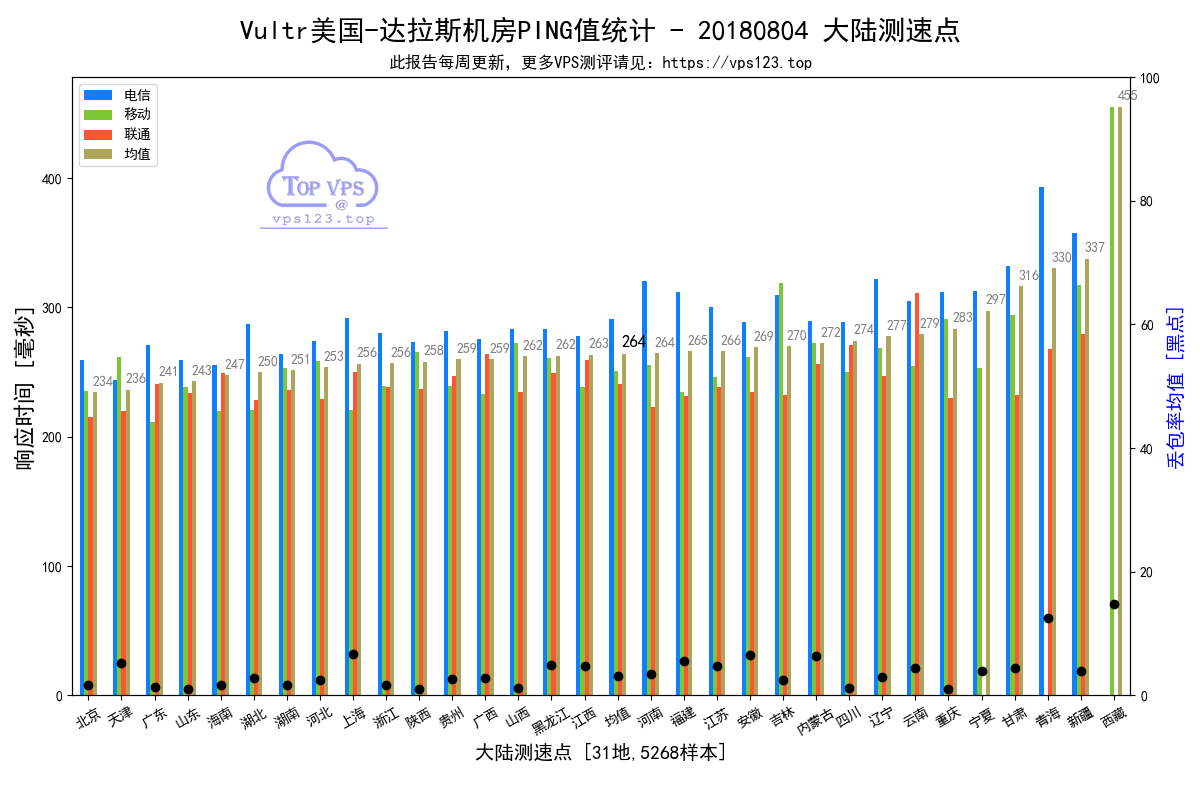 Vultr美国-达拉斯机房PING值统计 - 20180804 大陆测速点
此报告每周更新，更多VPS测评请见：https://vps123.top
电信
移动
联通
均值
TOP VPS
@
vps123.top
响应时间 [毫秒]
丢包率均值 [黑点]
400
300
200
100
0
100
80
60
40
20
0
234
236
241
243
247
250
251
253
256
256
258
259
259
262
262
263
264
264
265
266
269
270
272
274
277
279
283
297
316
330
337
455
北京
天津
广东
山东
海南
湖北
湖南
河北
上海
浙江
陕西
贵州
广西
山西
黑龙江
江西
均值
河南
福建
江苏
安徽
吉林
内蒙古
四川
辽宁
云南
重庆
宁夏
甘肃
青海
新疆
西藏
大陆测速点 [31地,5268样本]